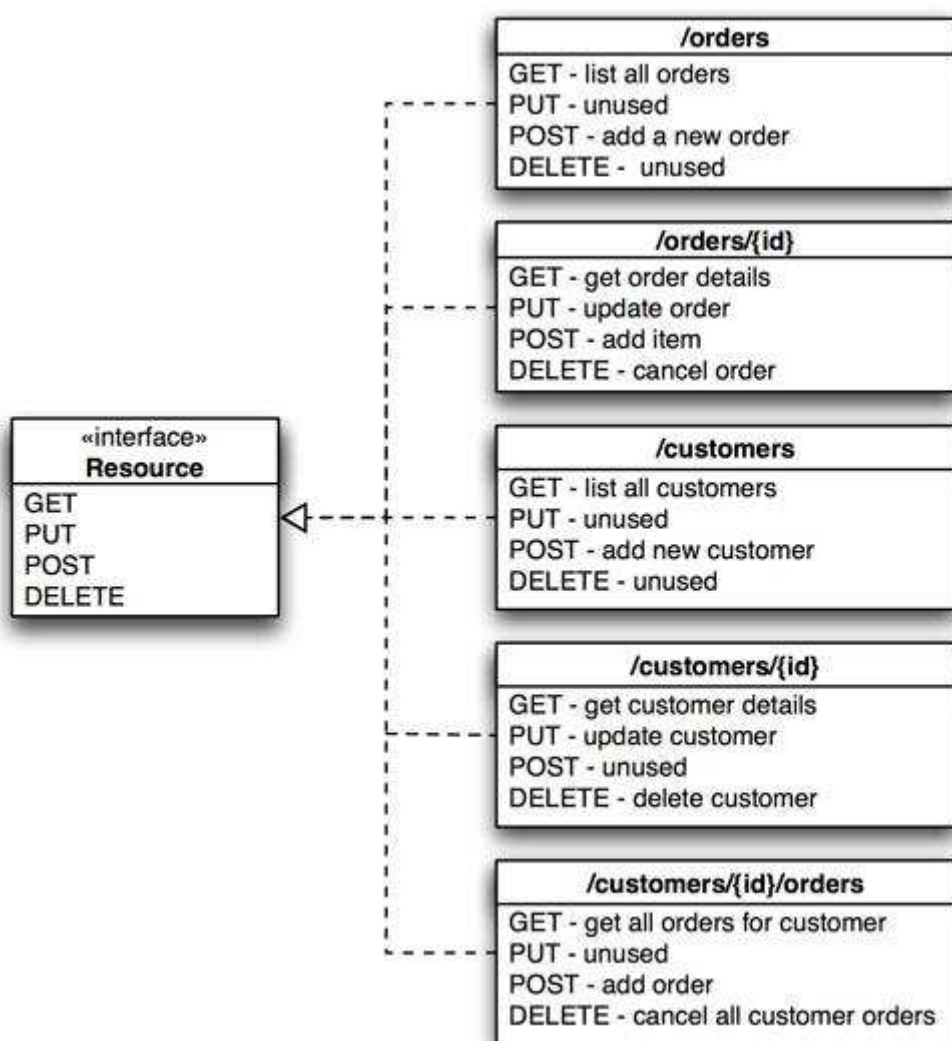 /orders
GET - list all orders
PUT - unused
POST - add a new order
DELETE -  unused
/orders/{id}
GET - get order details
PUT - update order
POST - add item
DELETE - cancel order
«interface»
Resource
GET
PUT
POST
DELETE
/customers
GET - list all customers
PUT - unused
POST - add new customer
DELETE - unused
/customers/{id}
GET - get customer details
PUT - update customer
POST - unused
DELETE - delete customer
/customers/{id}/orders
GET - get all orders for customer
PUT - unused
POST - add order
DELETE - cancel all customer orders